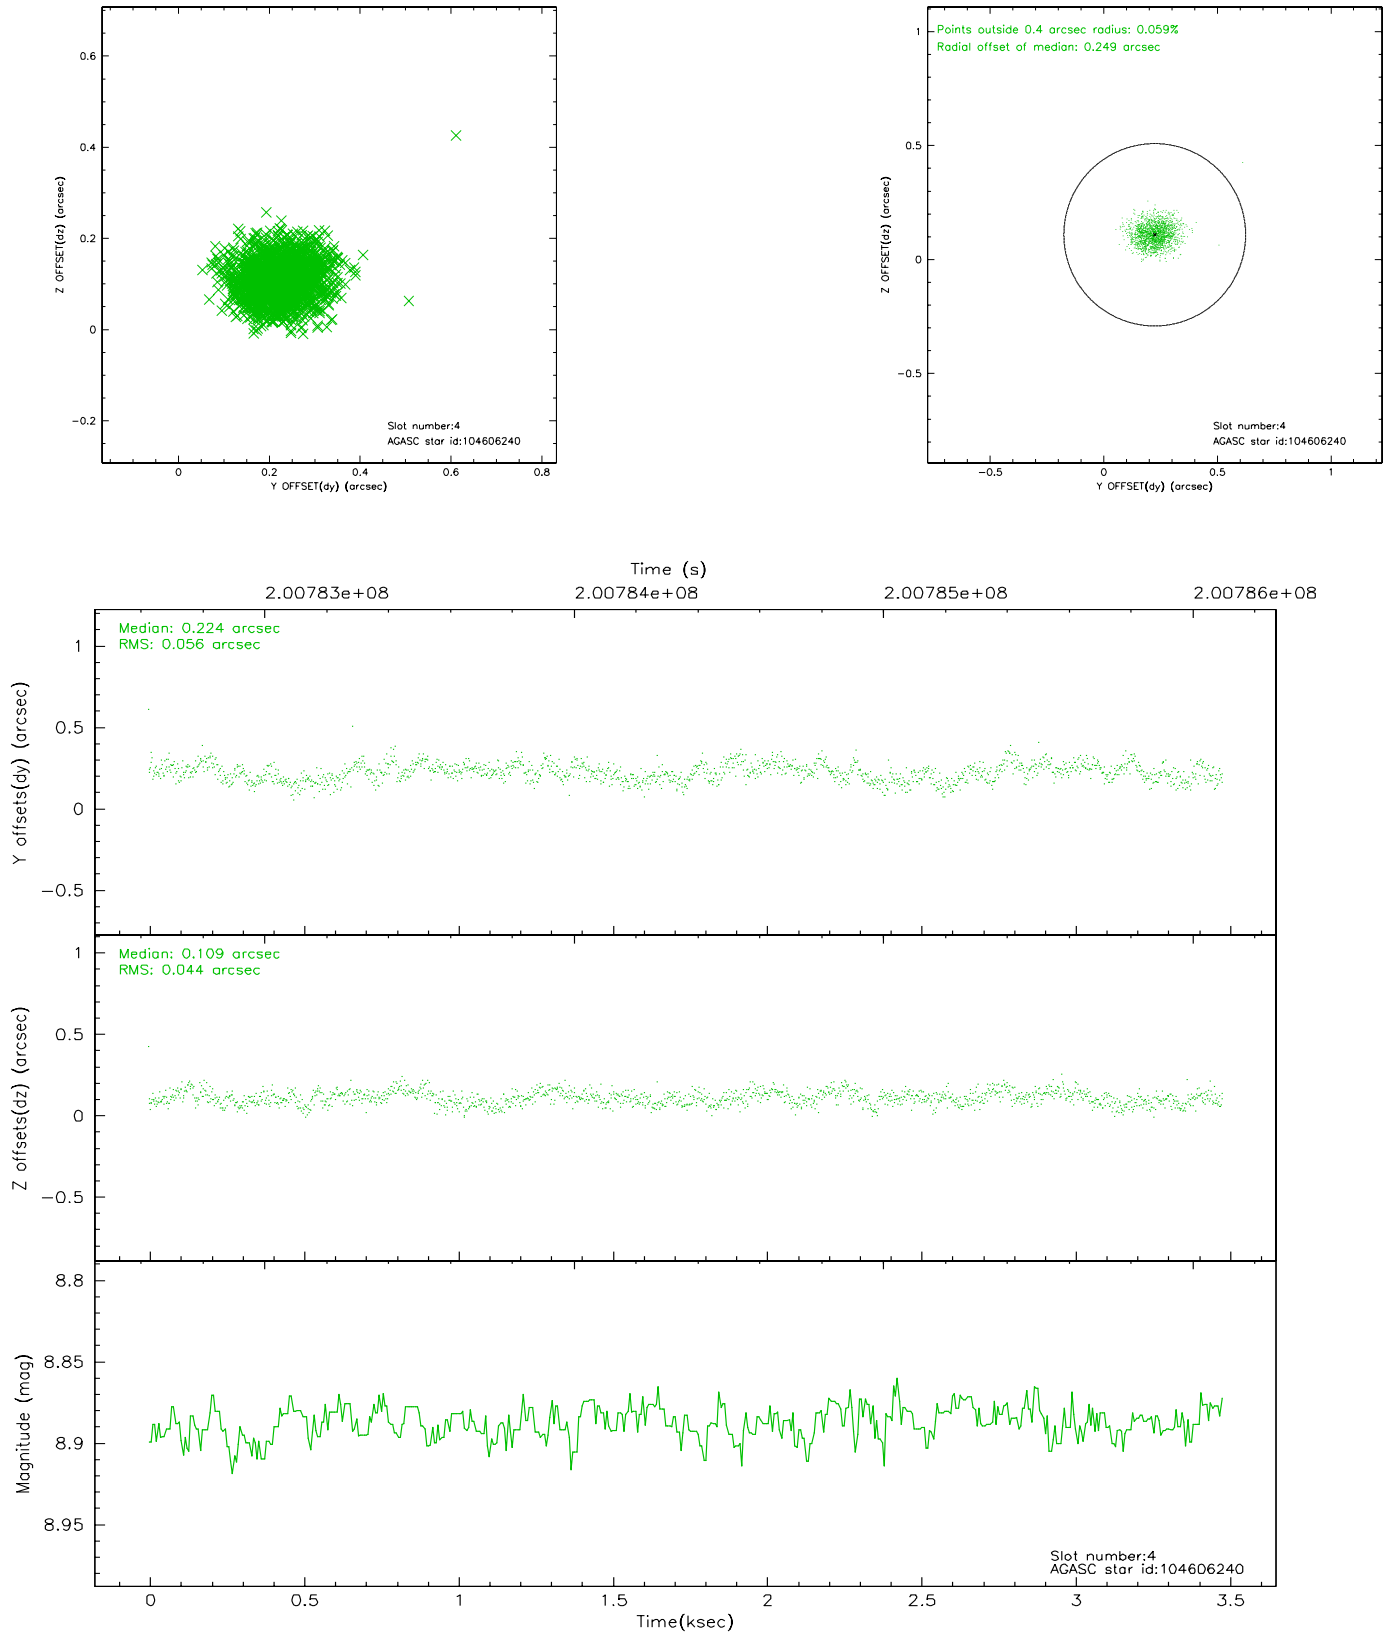 0.6
0.4
0.2
0
−0.2
Z OFFSET(dz) (arcsec)
0
0.2
0.4
0.6
0.8
Y OFFSET(dy) (arcsec)
Slot number:4
AGASC star id:104606240
Points outside 0.4 arcsec radius: 0.059%
Radial offset of median: 0.249 arcsec
1
0.5
0
−0.5
Z OFFSET(dz) (arcsec)
−0.5
0
0.5
1
Y OFFSET(dy) (arcsec)
Slot number:4
AGASC star id:104606240
Time (s)
2.00783e+08
2.00784e+08
2.00785e+08
2.00786e+08
Median: 0.224 arcsec
RMS: 0.056 arcsec
1
0.5
0
−0.5
Y offsets(dy) (arcsec)
Median: 0.109 arcsec
RMS: 0.044 arcsec
1
0.5
0
−0.5
Z offsets(dz) (arcsec)
8.8
8.85
8.9
8.95
Magnitude (mag)
Slot number:4
AGASC star id:104606240
0
0.5
1
1.5
2
2.5
3
3.5
Time(ksec)